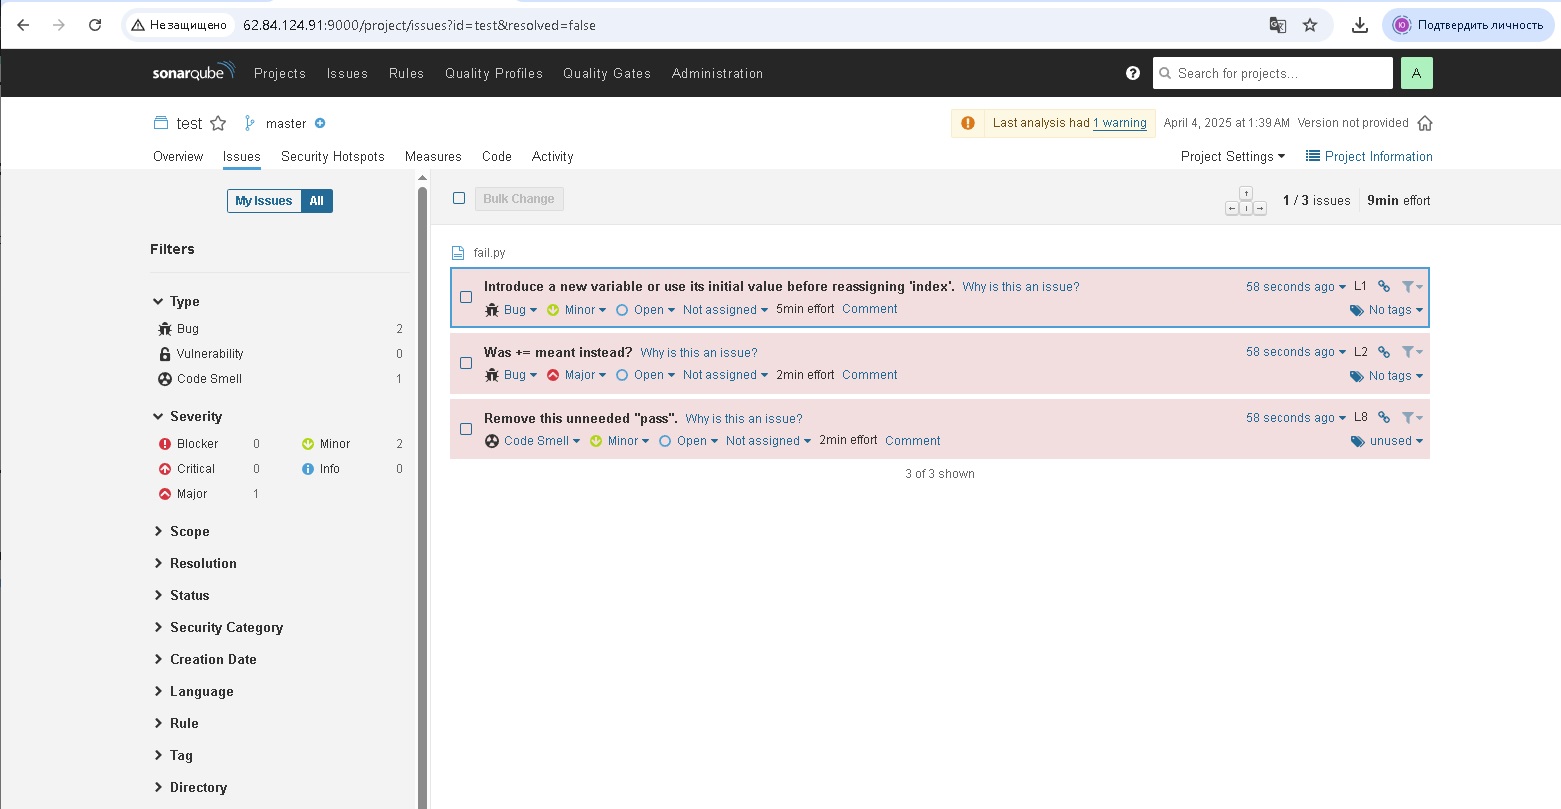 Не защищено 62.84.124.91:9000/project/issues?id=test&resolved=false Подтвердить личность
sonarqube Projects Issues Rules Quality Profiles Quality Gates Administration ? Search for projects... A
test master Last analysis had 1 warning April 4, 2025 at 1:39 AM Version not provided
Overview Issues Security Hotspots Measures Code Activity Project Settings Project Information
My Issues All
Bulk Change
1 / 3 issues 9min effort
Filters
Type
Bug 2
Vulnerability 0
Code Smell 1
Severity
Blocker 0 Minor 2
Critical 0 Info 0
Major 1
Scope
Resolution
Status
Security Category
Creation Date
Language
Rule
Tag
Directory
fail.py
Introduce a new variable or use its initial value before reassigning 'index'. Why is this an issue? 58 seconds ago L1
Bug Minor Open Not assigned 5min effort Comment No tags
Was += meant instead? Why is this an issue? 58 seconds ago L2
Bug Major Open Not assigned 2min effort Comment No tags
Remove this unneeded "pass". Why is this an issue? 58 seconds ago L8
Code Smell Minor Open Not assigned 2min effort Comment unused
3 of 3 shown